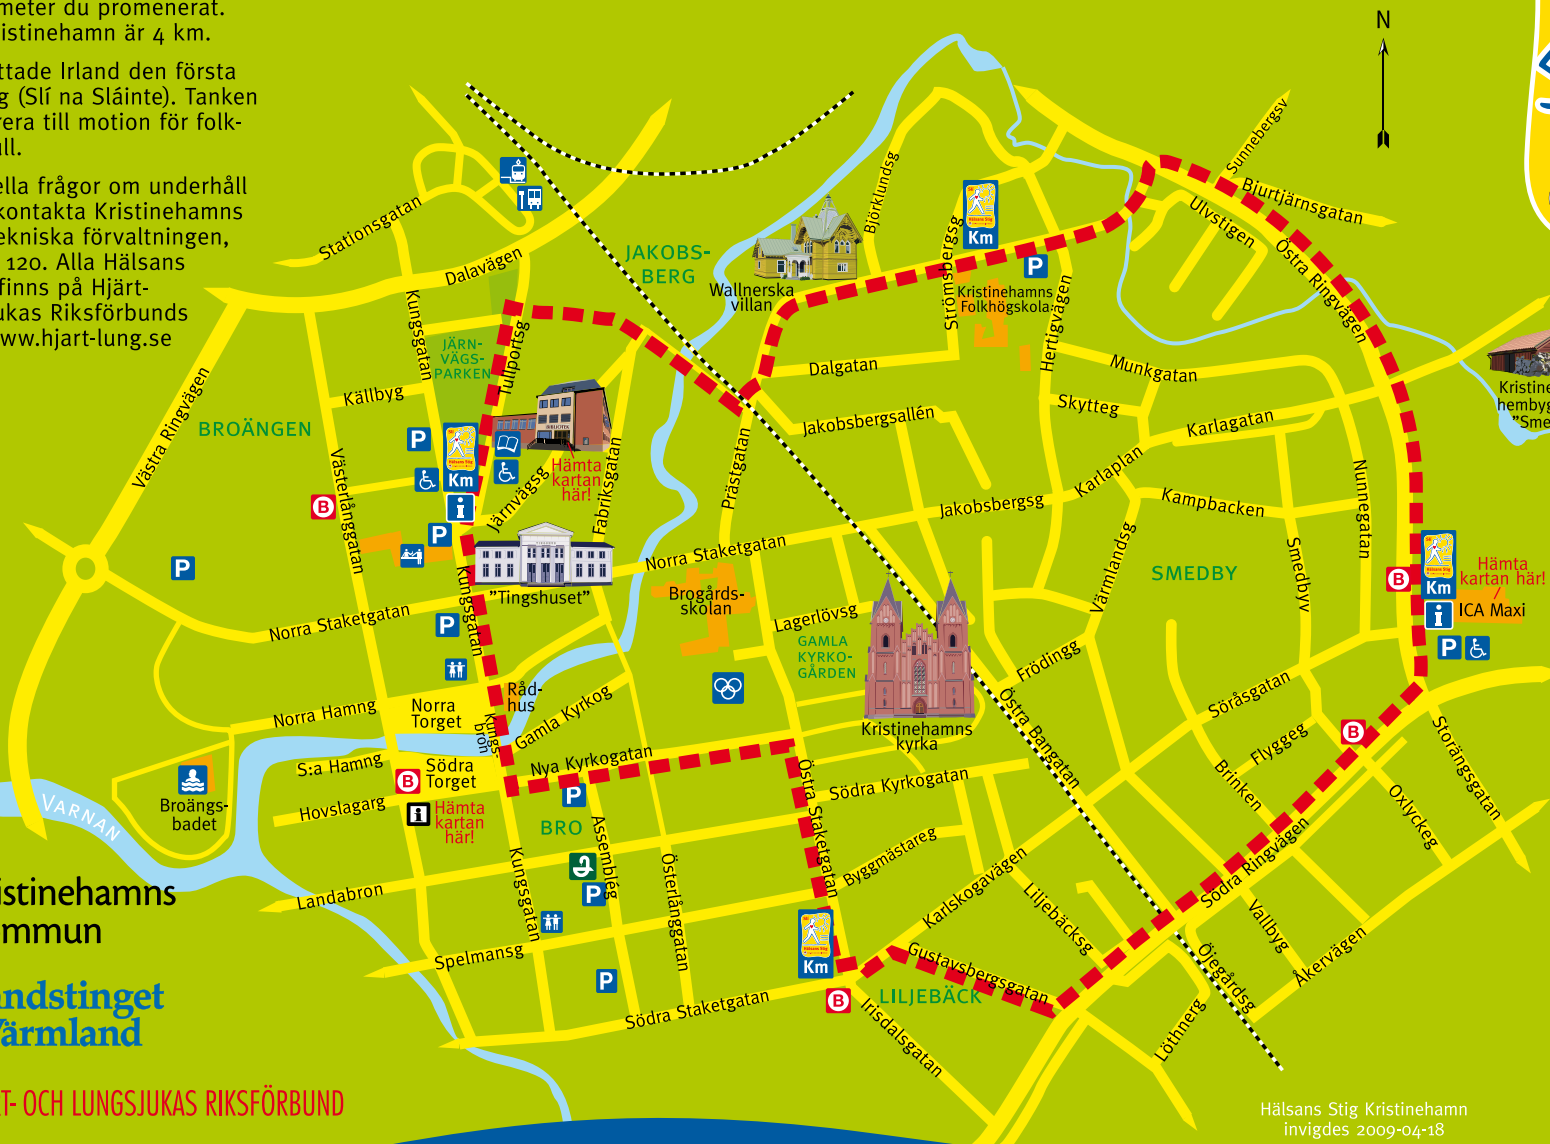 meter du promenerat.
istinehamn är 4 km.
ttade Irland den första
g (Slí na Sláinte). Tanken
rera till motion för folk-
all.
ella frågor om underhåll
kontakta Kristinehamns
ekniska förvaltningen,
120. Alla Hälsans
finns på Hjärt-
ukas Riksförbunds
ww.hjart-lung.se
N
Sunnebergsv
Bjurtjärnsgatan
Ulvstigen
Östra Ringvägen
Björklundsg
Strömsbergsg
Km
P
Kristinehamns
Folkhögskola
Hertigvägen
Wallnerska
villan
JAKOBS-
BERG
Stationsgatan
Dalavägen
Kungsgatan
JÄRN-
VÄGS-
PARKEN
Tullportsg
Källbyg
BROÄNGEN
Västra Ringvägen
Västerlånggatan
B
P
Km
i
P
BIBLIOTEK
Hämta
kartan
här!
Järnvägsg
Fabriksgatan
"Tingshuset"
Prästgatan
Dalgatan
Jakobsbergsallén
Munkgatan
Skytteg
Karlagatan
Karlaplan
Jakobsbergsg
Kampbacken
Nunnegatan
Smedbyv
SMEDBY
Värmlandsg
Kristine
hembyg
"Sme
Km
Hämta
kartan här!
ICA Maxi
B
i
P
P
Norra Staketgatan
Norra Staketgatan
Brogårds-
skolan
Lagerlövsg
GAMLA
KYRKO-
GÅRDEN
Kristinehamns
kyrka
Frödingg
Östra Bangatan
Söråsgatan
Flyggeg
Brinken
B
Storängsgatan
Oxlyckeg
Kungsgatan
P
Råd-
hus
Norra
Torget
Norra Hamng
Kungs-
bron
Gamla Kyrkog
Nya Kyrkogatan
S:a Hamng
Södra
Torget
B
Hovslagarg
i
Hämta
kartan
här!
Broängs-
badet
VARNAN
P
BRO
Assemblég
P
Östra Staketgatan
Södra Kyrkogatan
Byggmästareg
Karlskogavägen
Liljebäcksg
Södra Ringvägen
Vallbyg
Åkervägen
Öjegårdsg
Löthnerg
Gustavsbergsgatan
LILJEBÄCK
Irisdalsgatan
Km
B
Södra Staketgatan
Österlånggatan
P
Kungsgatan
Landabron
Spelmansg
istinehamns
mmun
andstinget
Värmland
T- OCH LUNGSJUKAS RIKSFÖRBUND
Hälsans Stig Kristinehamn
invigdes 2009-04-18